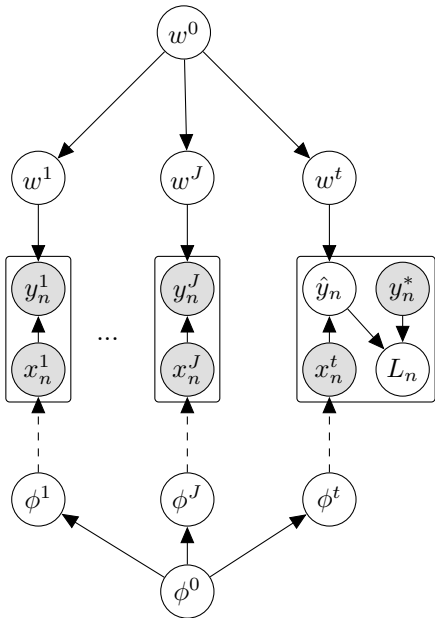 w^0
w^1 w^J w^t
y_n^1 y_n^J ŷ_n y_n^*
...
x_n^1 x_n^J x_n^t L_n
ϕ^1 ϕ^J ϕ^t
ϕ^0